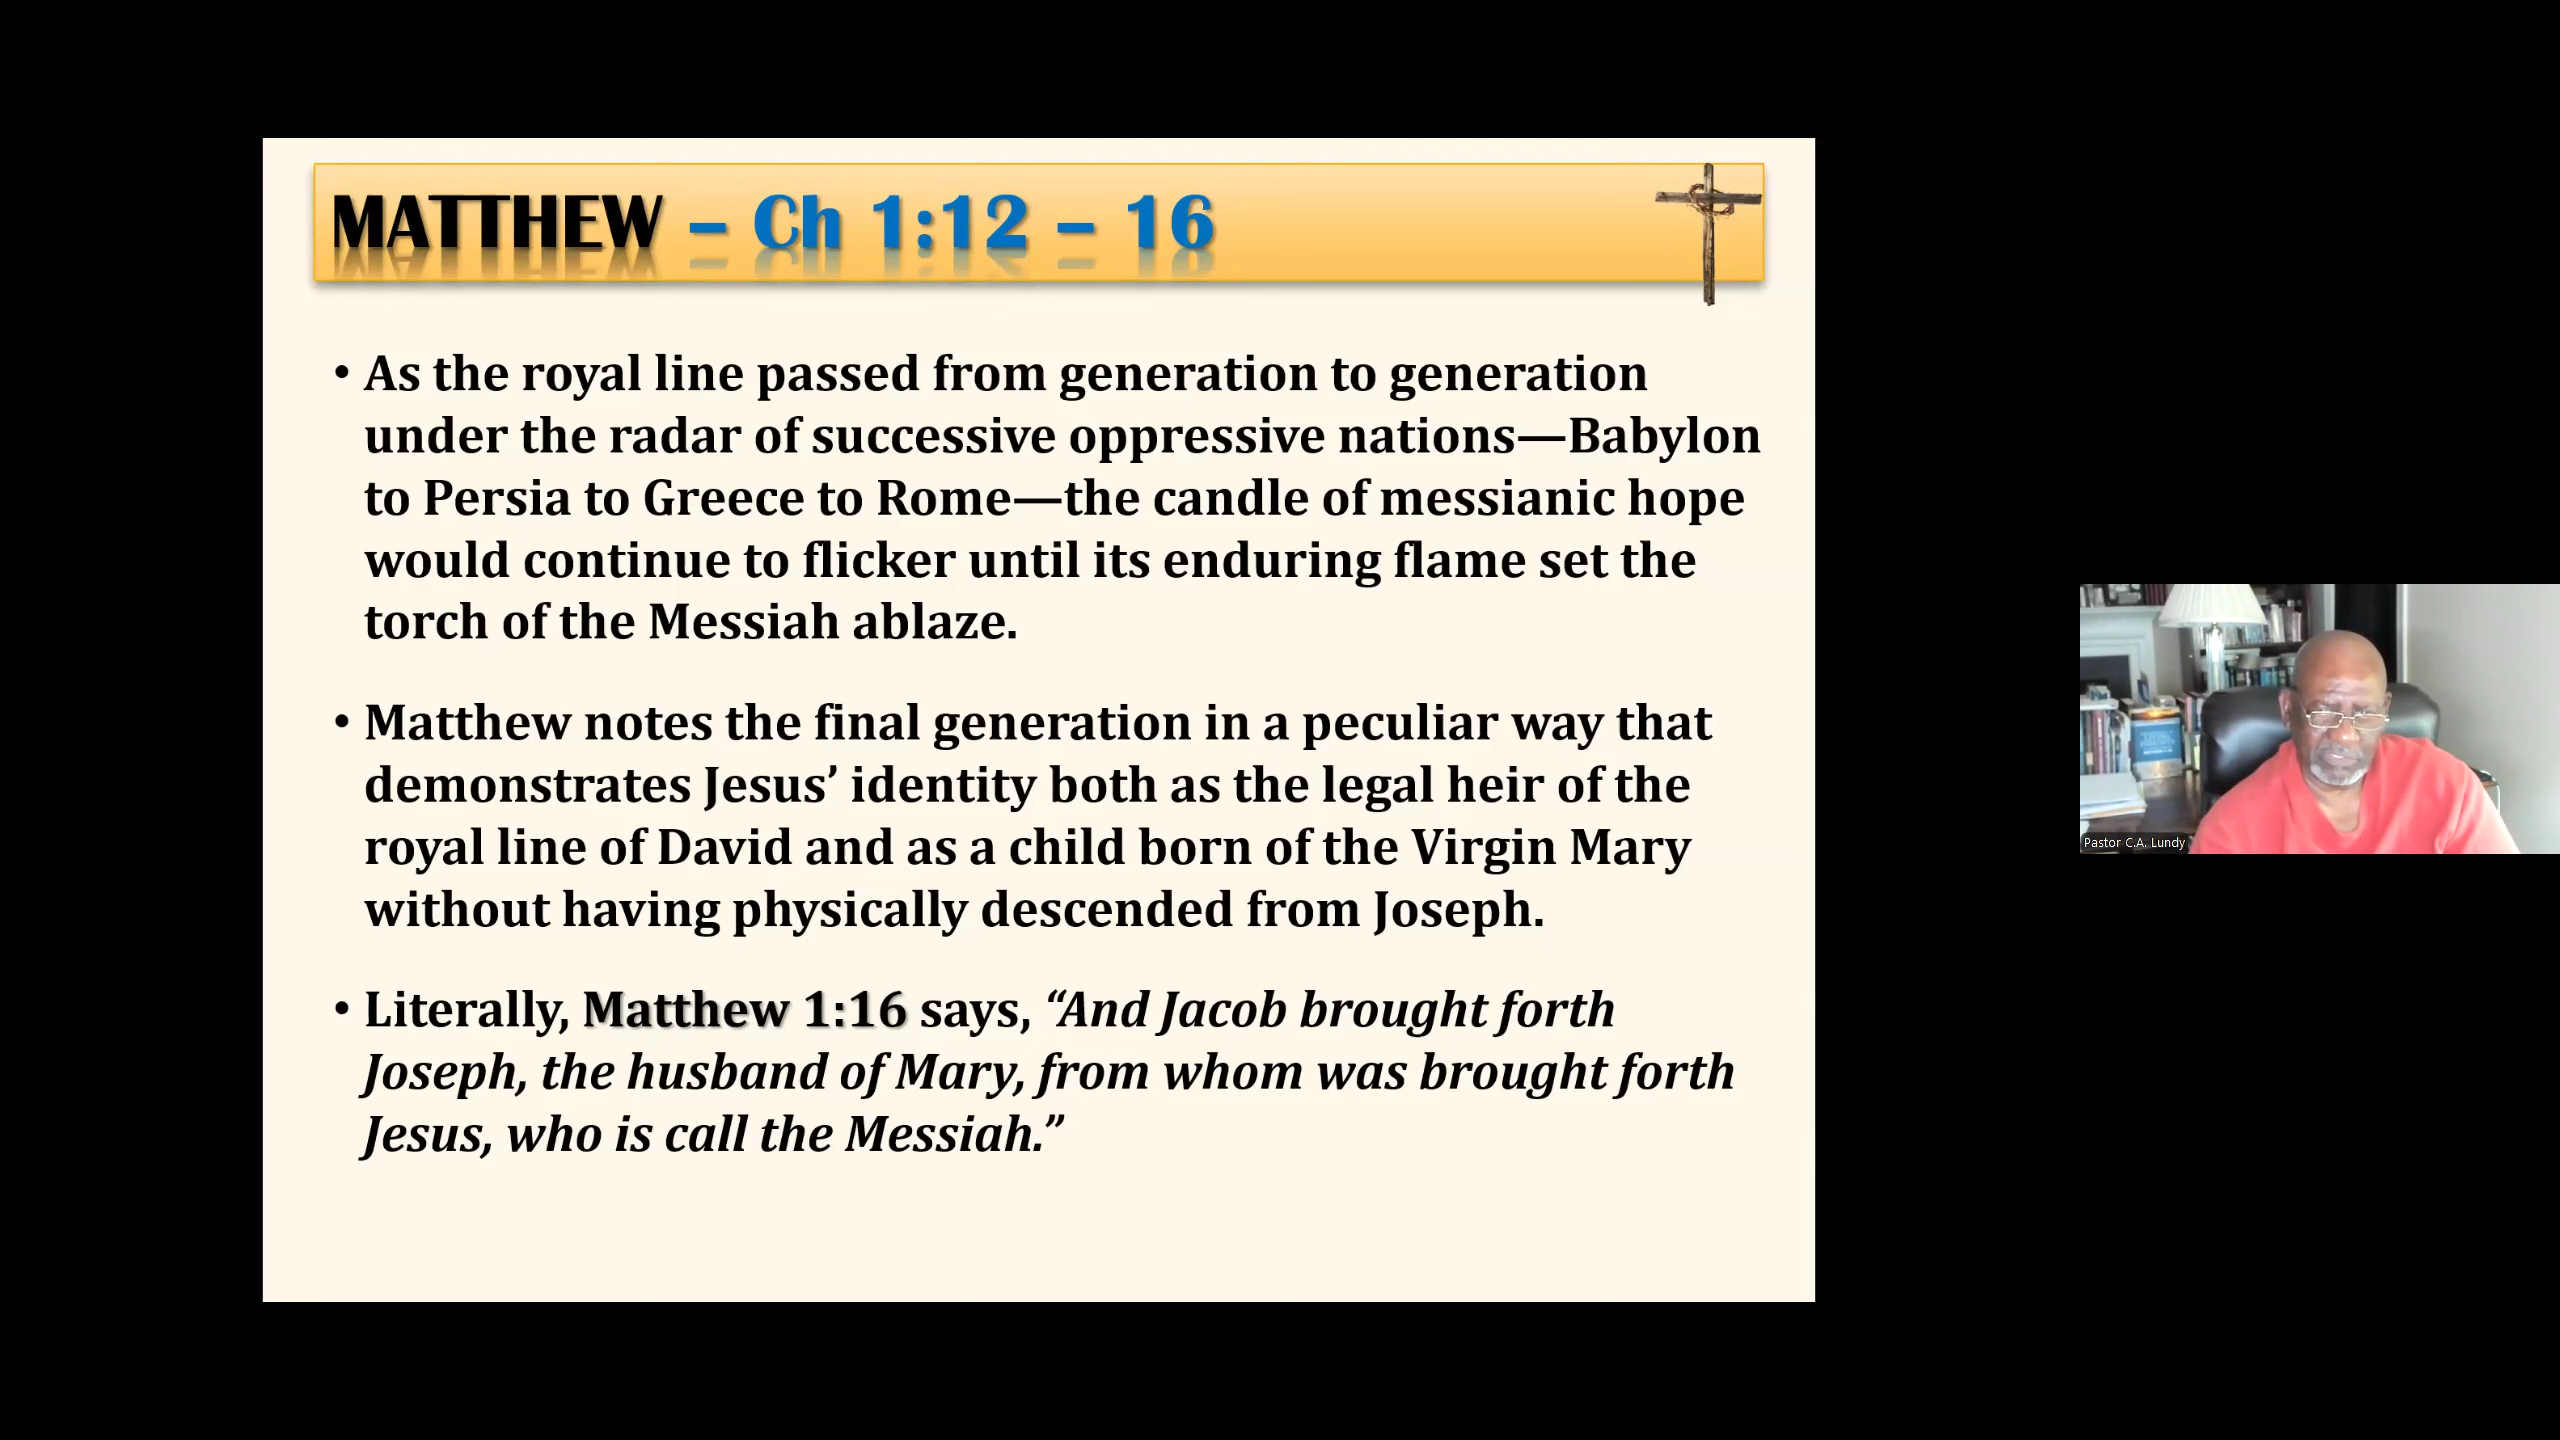 MATTHEW – Ch 1:12 – 16
• As the royal line passed from generation to generation
under the radar of successive oppressive nations—Babylon
to Persia to Greece to Rome—the candle of messianic hope
would continue to flicker until its enduring flame set the
torch of the Messiah ablaze.
• Matthew notes the final generation in a peculiar way that
demonstrates Jesus’ identity both as the legal heir of the
royal line of David and as a child born of the Virgin Mary
without having physically descended from Joseph.
• Literally, Matthew 1:16 says, “And Jacob brought forth
Joseph, the husband of Mary, from whom was brought forth
Jesus, who is call the Messiah.”
Pastor C.A. Lundy